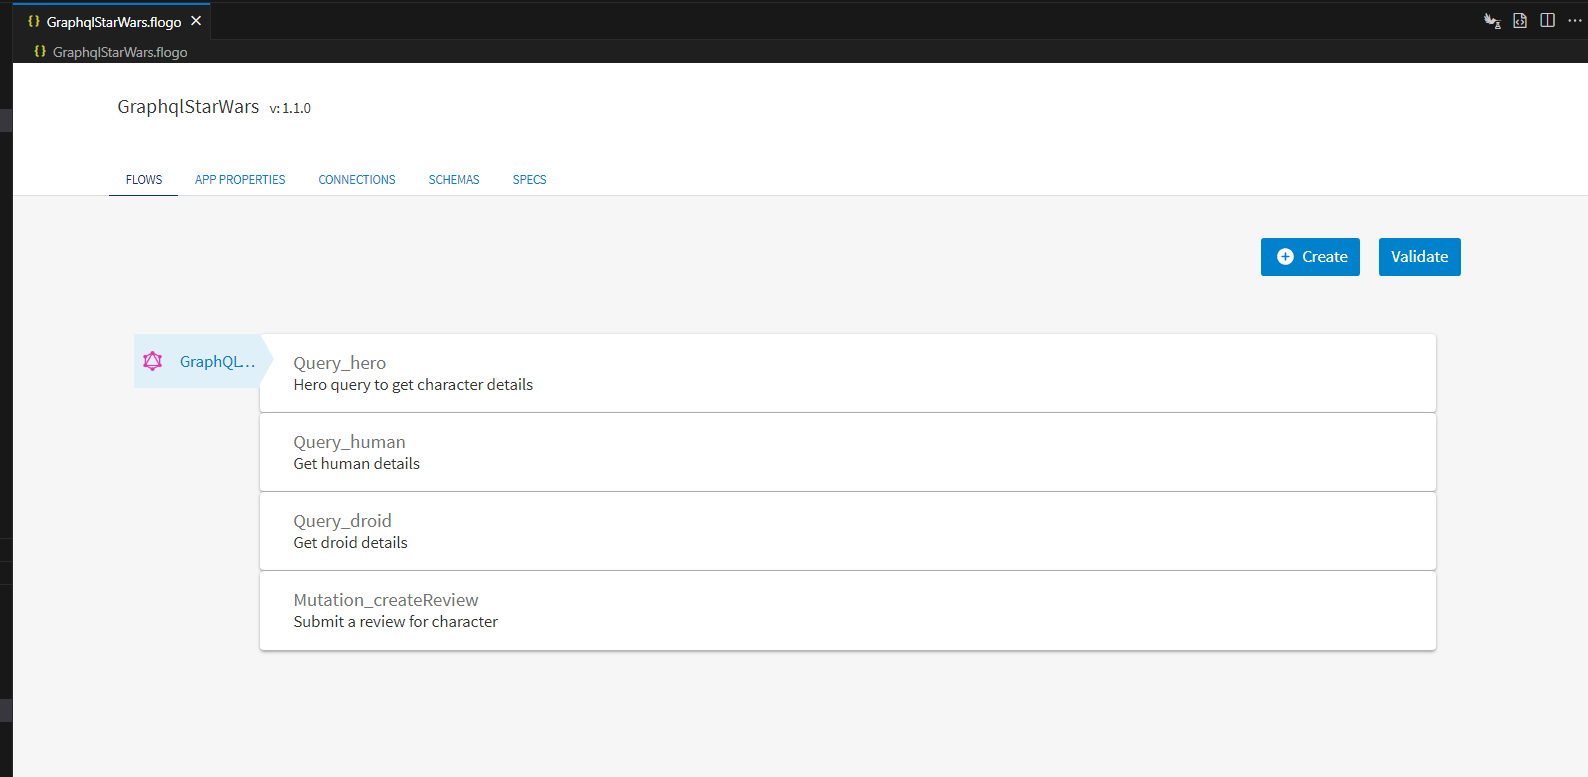 {} GraphqlStarWars.flogo
{} GraphqlStarWars.flogo
GraphqlStarWars v: 1.1.0
FLOWS APP PROPERTIES CONNECTIONS SCHEMAS SPECS
Create Validate
GraphQL...
Query_hero
Hero query to get character details
Query_human
Get human details
Query_droid
Get droid details
Mutation_createReview
Submit a review for character